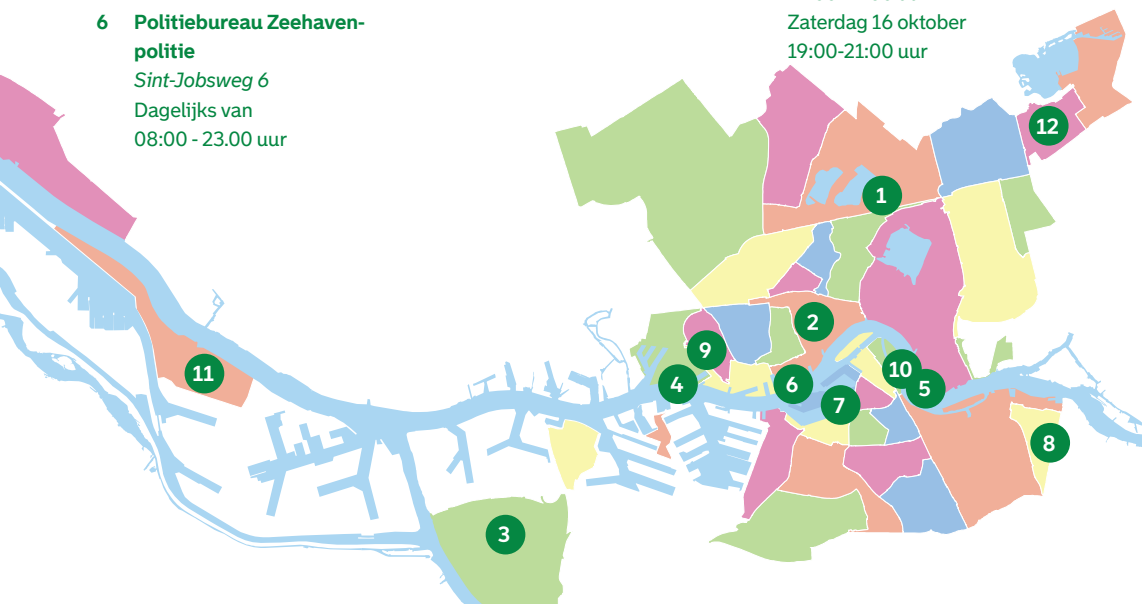 6 Politiebureau Zeehaven-
politie
Sint-Jobsweg 6
Dagelijks van
08:00 - 23.00 uur
Zaterdag 16 oktober
19:00-21:00 uur
12
1
2
9
11
10
4
6
5
7
8
3